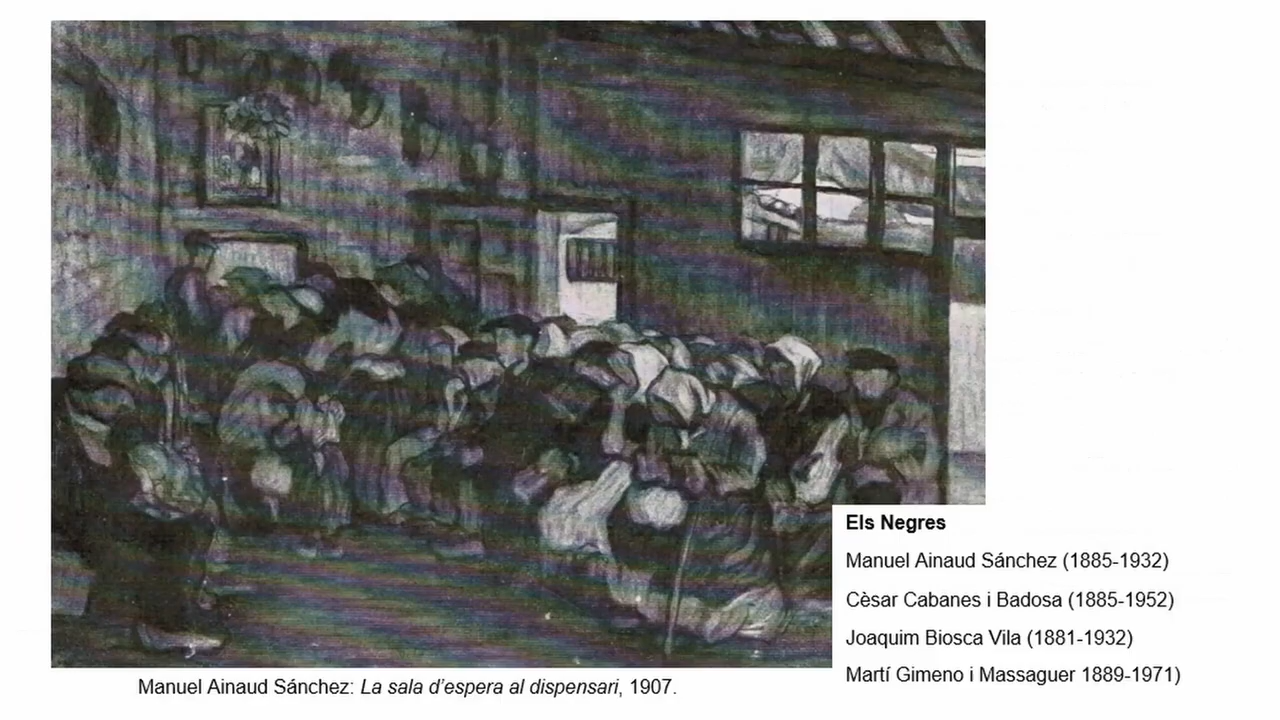 Els Negres
Manuel Ainaud Sánchez (1885-1932)
Cèsar Cabanes i Badosa (1885-1952)
Joaquim Biosca Vila (1881-1932)
Martí Gimeno i Massaguer 1889-1971)
Manuel Ainaud Sánchez: La sala d'espera al dispensari, 1907.